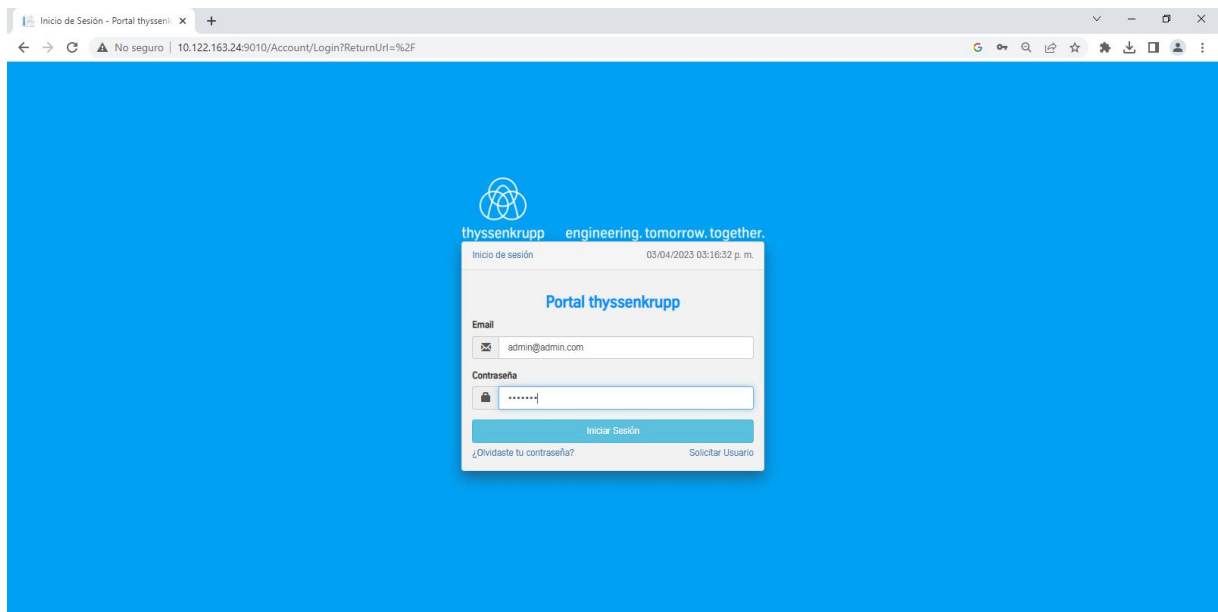 Inicio de Sesión - Portal thyssenk
No seguro | 10.122.163.24:9010/Account/Login?ReturnUrl=%2F
thyssenkrupp engineering. tomorrow. together.
Inicio de sesión 03/04/2023 03:16:32 p. m.
Portal thyssenkrupp
Email
admin@admin.com
Contraseña
•••••••
Iniciar Sesión
¿Olvidaste tu contraseña? Solicitar Usuario